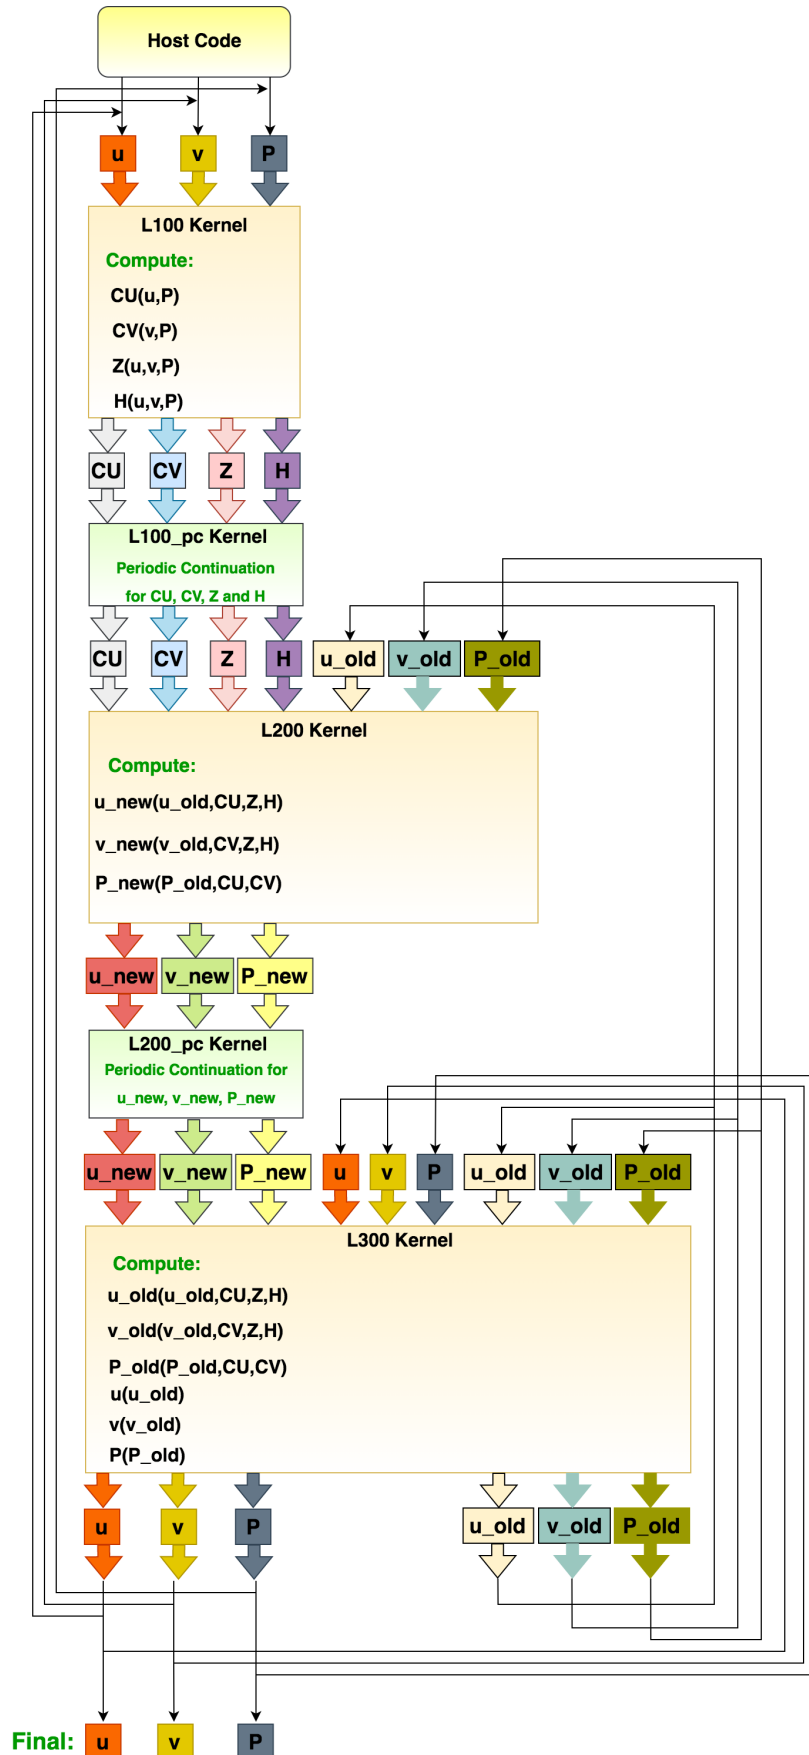 Host Code
u v P
L100 Kernel
Compute:
CU(u,P)
CV(v,P)
Z(u,v,P)
H(u,v,P)
CU CV Z H
L100_pc Kernel
Periodic Continuation
for CU, CV, Z and H
CU CV Z H u_old v_old P_old
L200 Kernel
Compute:
u_new(u_old,CU,Z,H)
v_new(v_old,CV,Z,H)
P_new(P_old,CU,CV)
u_new v_new P_new
L200_pc Kernel
Periodic Continuation for
u_new, v_new, P_new
u_new v_new P_new u v P u_old v_old P_old
L300 Kernel
Compute:
u_old(u_old,CU,Z,H)
v_old(v_old,CV,Z,H)
P_old(P_old,CU,CV)
u(u_old)
v(v_old)
P(P_old)
u v P u_old v_old P_old
Final: u v P